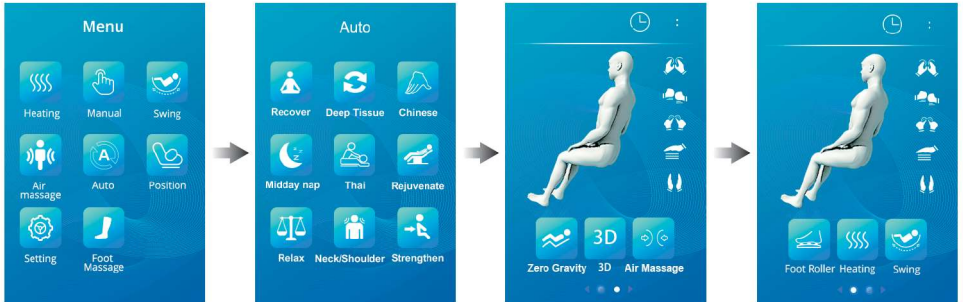 Menu
Heating Manual Swing
Air
massage
Auto Position
Setting Foot
Massage
Auto
Recover Deep Tissue Chinese
Midday nap Thai Rejuvenate
Relax Neck/Shoulder Strengthen
:
3D
Zero Gravity 3D Air Massage
:
Foot Roller Heating Swing